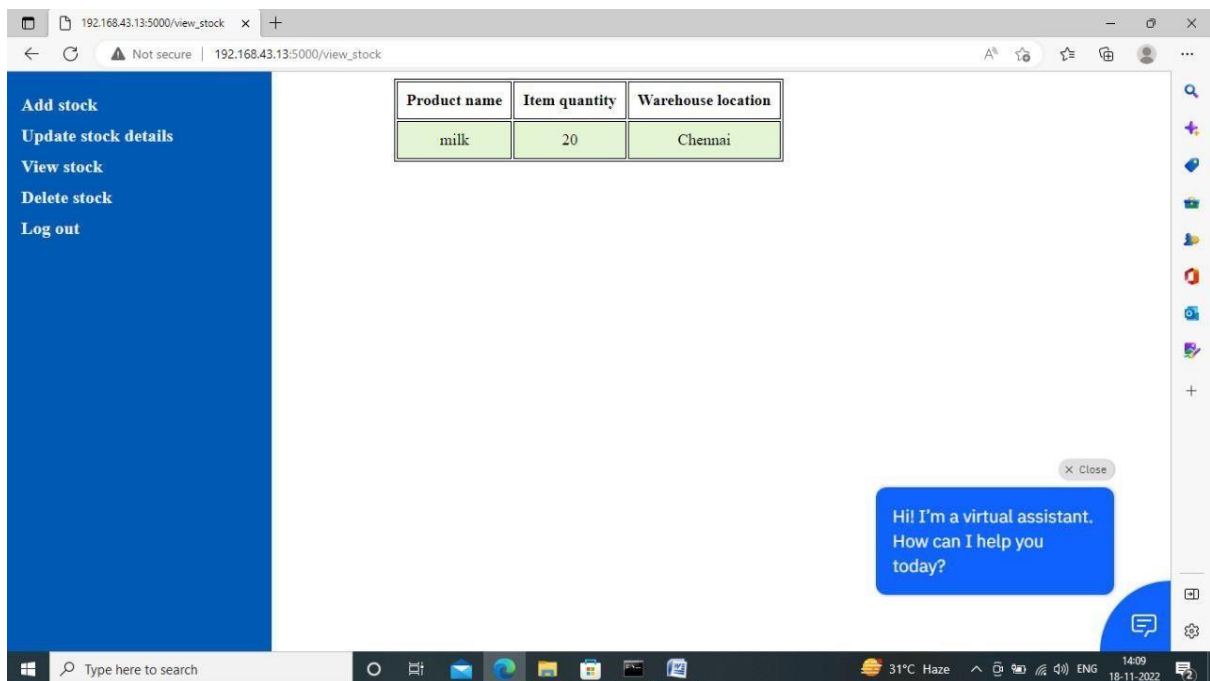 192.168.43.13:5000/view_stock
Not secure | 192.168.43.13:5000/view_stock
Add stock
Update stock details
View stock
Delete stock
Log out
Product name Item quantity Warehouse location
milk 20 Chennai
Close
Hi! I'm a virtual assistant.
How can I help you
today?
Type here to search
31°C Haze
ENG
14:09
18-11-2022
2